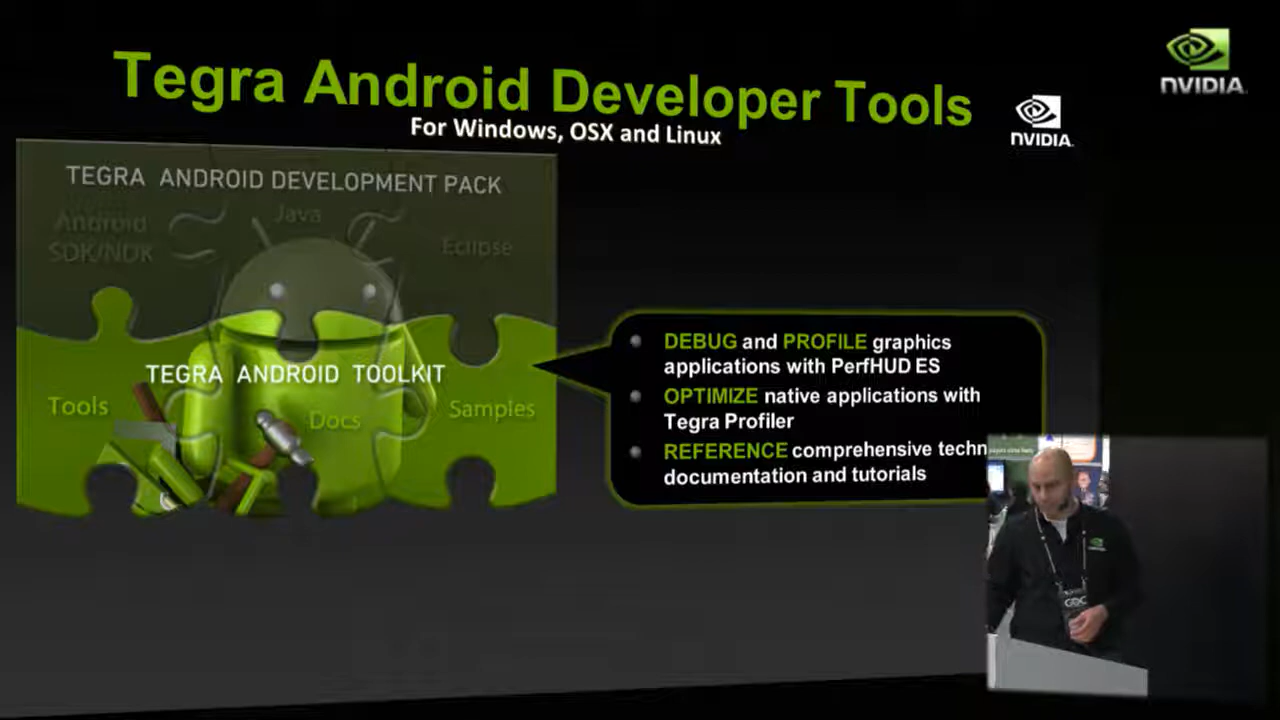 Tegra Android Developer Tools
For Windows, OSX and Linux
NVIDIA
NVIDIA
TEGRA ANDROID DEVELOPMENT PACK
Android
SDK/NDK
Java
Eclipse
TEGRA ANDROID TOOLKIT
Tools
Docs
Samples
DEBUG and PROFILE graphics
applications with PerfHUD ES
OPTIMIZE native applications with
Tegra Profiler
REFERENCE comprehensive techn
documentation and tutorials
GDC